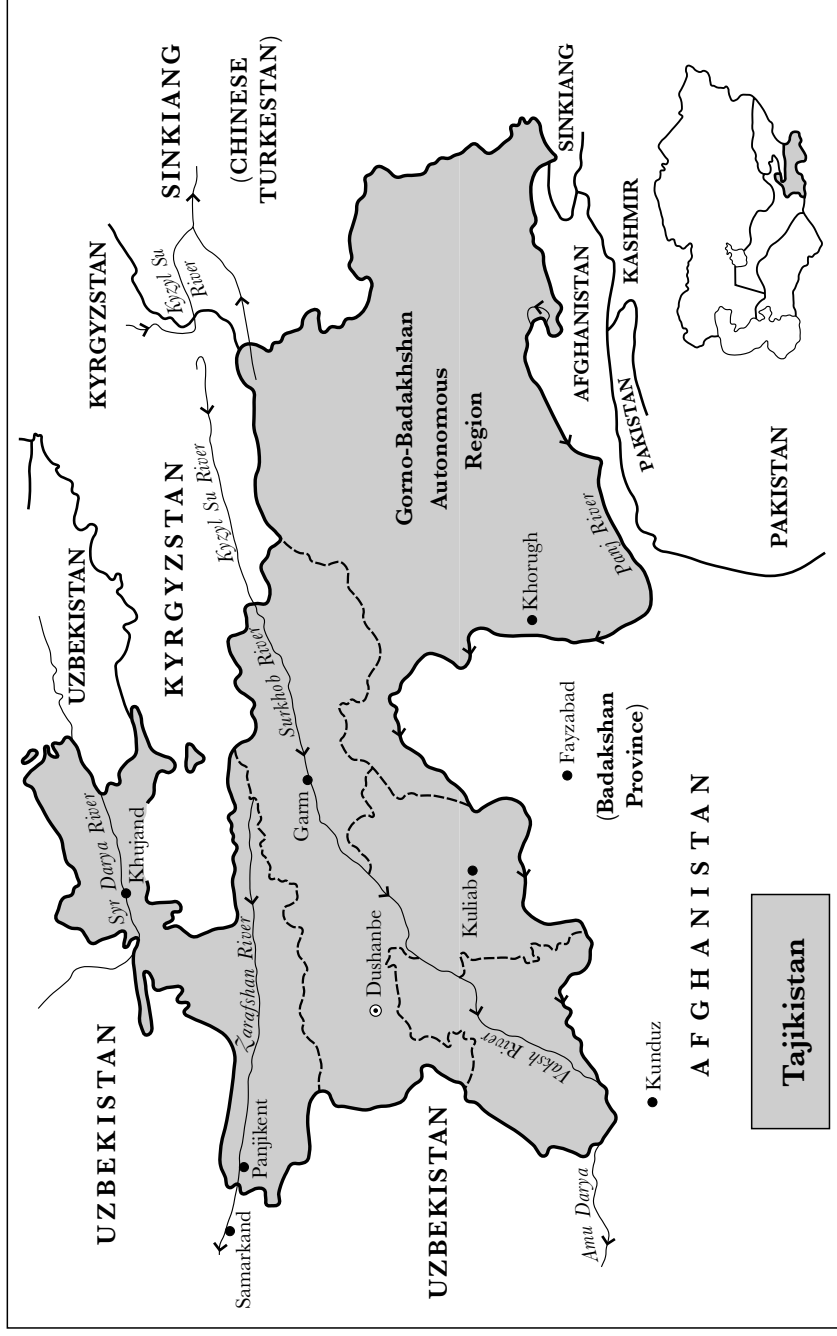 UZBEKISTAN
UZBEKISTAN
KYRGYZSTAN
KYRGYZSTAN
SINKIANG
(CHINESE
TURKESTAN)
Kyzyl Su
River
Kyzyl Su River
Syr Darya River
Khujand
Samarkand
Panjikent
Zarafshan River
Surkhob River
Garm
Dushanbe
Gorno-Badakhshan
Autonomous
Region
UZBEKISTAN
Vaksh River
Kuliab
Khorugh
Panj River
SINKIANG
AFGHANISTAN
KASHMIR
PAKISTAN
PAKISTAN
Fayzabad
(Badakshan
Province)
Amu Darya
Kunduz
AFGHANISTAN
Tajikistan